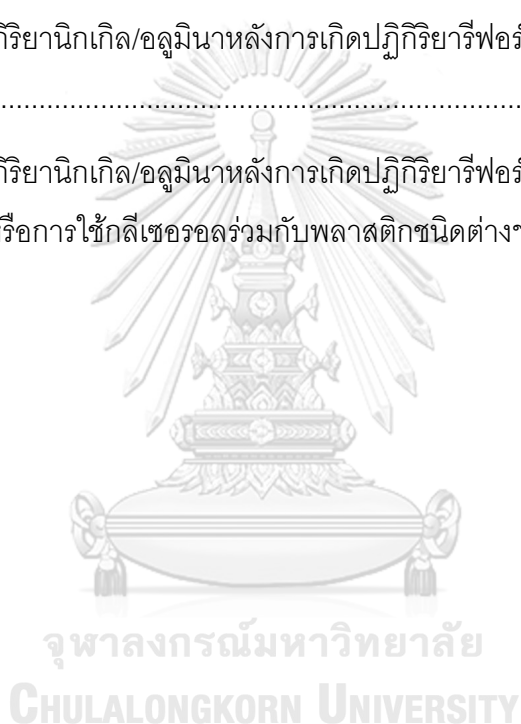 กิริยานิกเกิล/อลูมินาหลังการเกิดปฏิกิริยารีฟอร์
................................................................................
กิริยานิกเกิล/อลูมินาหลังการเกิดปฏิกิริยารีฟอร์
รือการใช้กลีเซอรอลร่วมกับพลาสติกชนิดต่างๆ
จุฬาลงกรณ์มหาวิทยาลัย
CHULALONGKORN UNIVERSITY